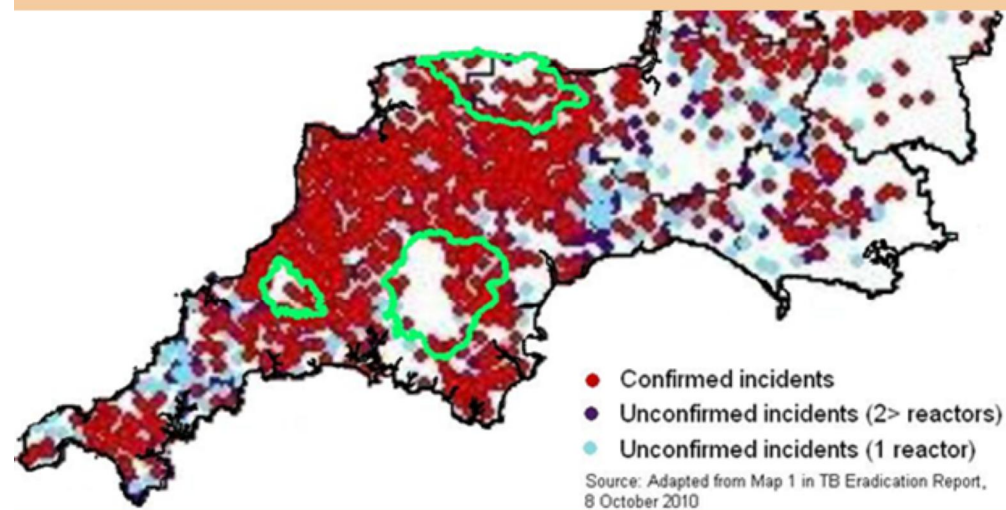 Confirmed incidents
Unconfirmed incidents (2> reactors)
Unconfirmed incidents (1 reactor)
Source: Adapted from Map 1 in TB Eradication Report,
8 October 2010